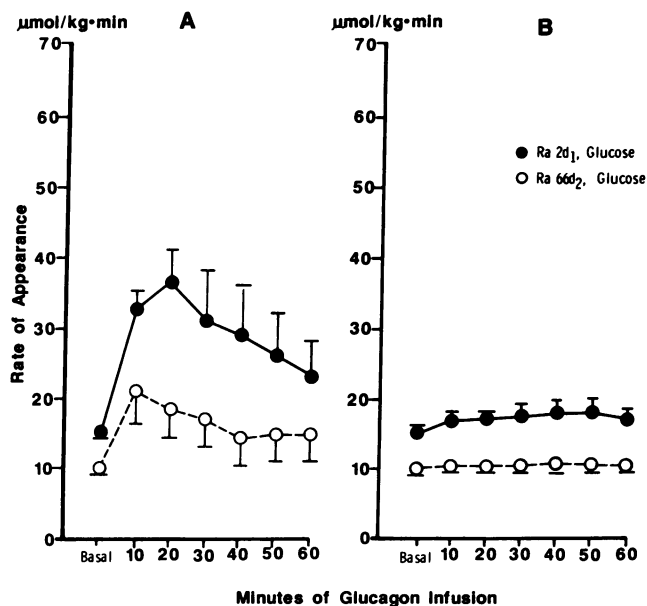 μmol/kg•min
A
70
60
50
40
30
20
10
0
Basal
10
20
30
40
50
60
Rate of Appearance
μmol/kg•min
B
70
60
50
40
30
20
10
0
Ra 2d₁, Glucose
Ra 66d₂, Glucose
Basal
10
20
30
40
50
60
Minutes of Glucagon Infusion